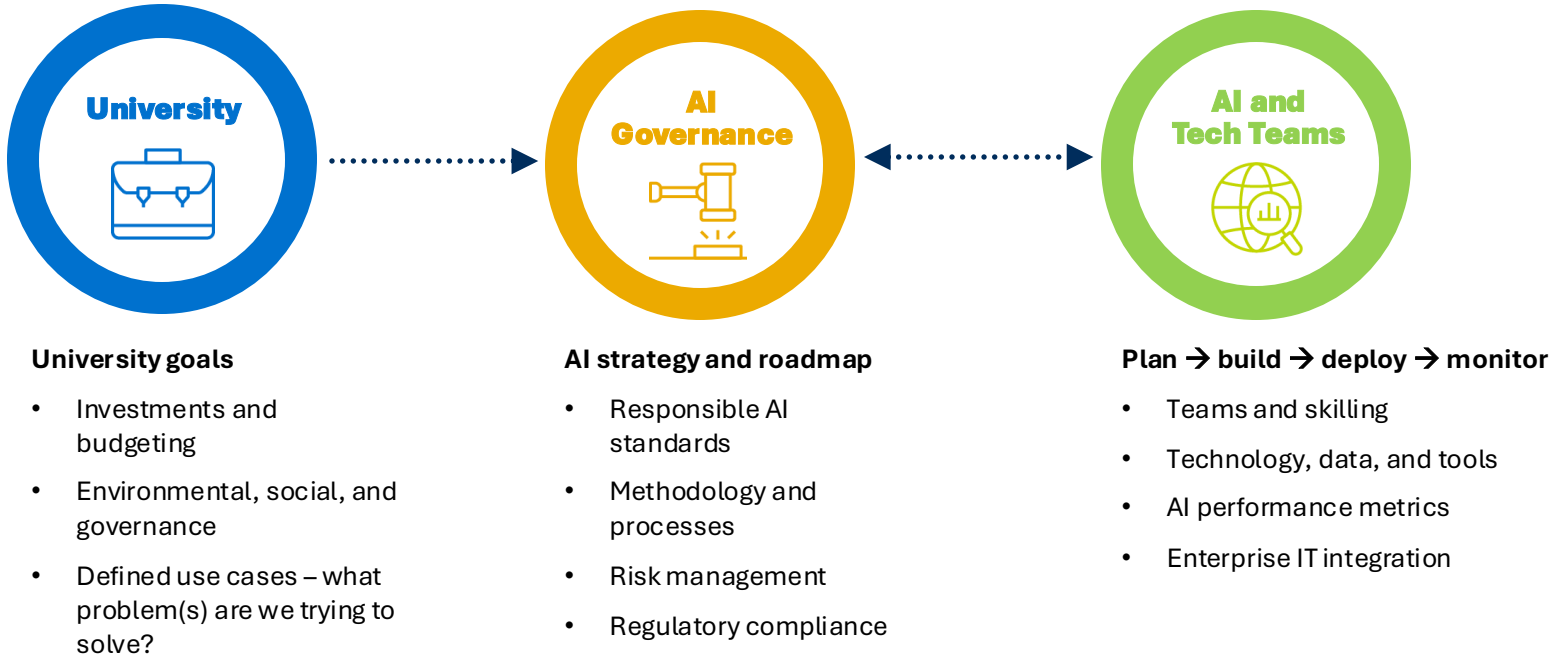 University
AI
Governance
AI and
Tech Teams
University goals
• Investments and
budgeting
• Environmental, social, and
governance
• Defined use cases – what
problem(s) are we trying to
solve?
AI strategy and roadmap
• Responsible AI
standards
• Methodology and
processes
• Risk management
• Regulatory compliance
Plan → build → deploy → monitor
• Teams and skilling
• Technology, data, and tools
• AI performance metrics
• Enterprise IT integration